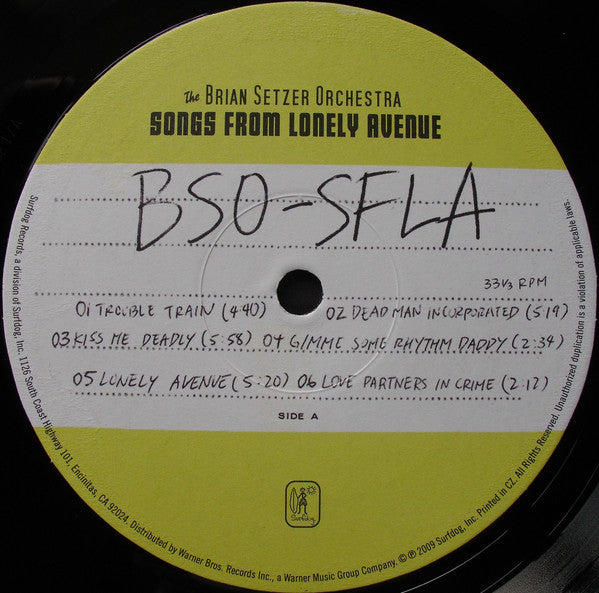 the BRIAN SETZER ORCHESTRA
SONGS FROM LONELY AVENUE
BSO-SFLA
33 1/3 RPM
01 TROUBLE TRAIN (4:40) 02 DEAD MAN INCORPORATED (5:19)
03 KISS ME DEADLY (5:58) 04 GIMME SOME RHYTHM DADDY (2:34)
05 LONELY AVENUE (5:20) 06 LOVE PARTNERS IN CRIME (2:12)
SIDE A
Surfdog
Surfdog Records, a division of Surfdog, Inc. 1126 South Coast Highway 101, Encinitas, CA 92024. Distributed by Warner Bros. Records Inc., a Warner Music Group Company. ©℗ 2009 Surfdog, Inc. Printed in CZ. All Rights Reserved. Unauthorized duplication is a violation of applicable laws.